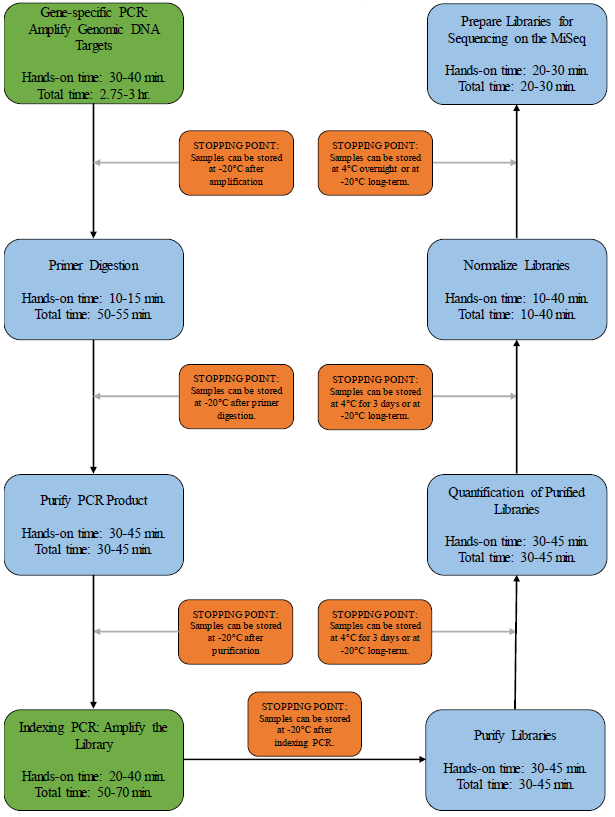 Gene-specific PCR:
Amplify Genomic DNA
Targets
Hands-on time: 30-40 min.
Total time: 2.75-3 hr.
STOPPING POINT:
Samples can be stored
at -20°C after
amplification
Primer Digestion
Hands-on time: 10-15 min.
Total time: 50-55 min.
STOPPING POINT:
Samples can be stored
at -20°C after primer
digestion.
Purify PCR Product
Hands-on time: 30-45 min.
Total time: 30-45 min.
STOPPING POINT:
Samples can be stored
at -20°C after
purification
Indexing PCR: Amplify the
Library
Hands-on time: 20-40 min.
Total time: 50-70 min.
STOPPING POINT:
Samples can be stored
at -20°C after
indexing PCR.
Purify Libraries
Hands-on time: 30-45 min.
Total time: 30-45 min.
STOPPING POINT:
Samples can be stored
at 4°C for 3 days or at
-20°C long-term.
Quantification of Purified
Libraries
Hands-on time: 30-45 min.
Total time: 30-45 min.
STOPPING POINT:
Samples can be stored
at 4°C for 3 days or at
-20°C long-term.
Normalize Libraries
Hands-on time: 10-40 min.
Total time: 10-40 min.
STOPPING POINT:
Samples can be stored
at 4°C overnight or at
-20°C long-term.
Prepare Libraries for
Sequencing on the MiSeq
Hands-on time: 20-30 min.
Total time: 20-30 min.